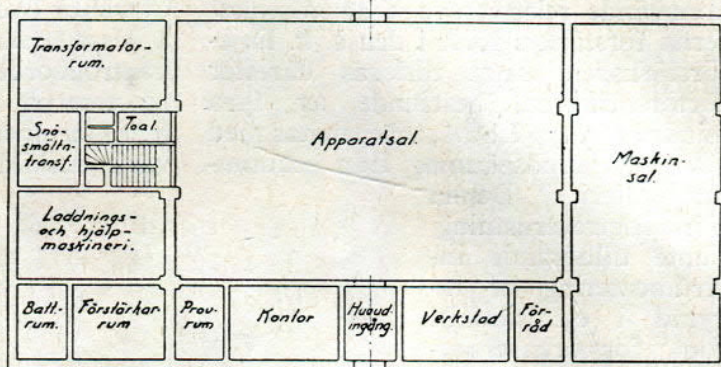 Transformator-
rum.
Snö-
smältn-
transf.
Toal.
Apparatsal.
Maskin-
sal.
Laddnings-
och hjälp-
maskineri.
Batt.-
rum.
Förstärkar
rum
Prov-
rum
Kontor
Huvud
ingång.
Verkstad
För-
råd